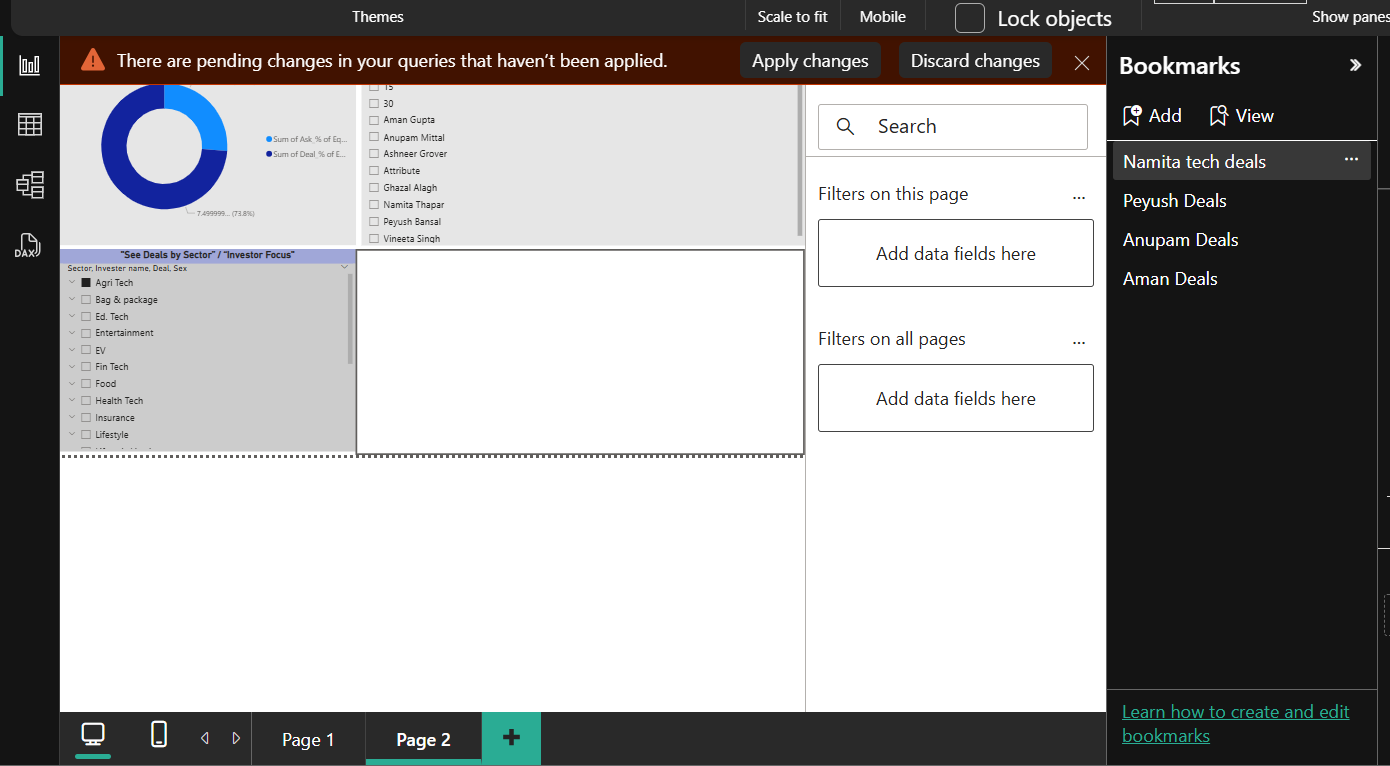 Themes
Scale to fit
Mobile
Lock objects
Show panes
There are pending changes in your queries that haven't been applied.
Apply changes
Discard changes
Bookmarks
Add
View
Namita tech deals
Peyush Deals
Anupam Deals
Aman Deals
Sum of Ask_% of Eq...
Sum of Deal_% of E...
7.499999... (73.8%)
15
30
Aman Gupta
Anupam Mittal
Ashneer Grover
Attribute
Ghazal Alagh
Namita Thapar
Peyush Bansal
Vineeta Singh
Search
Filters on this page
...
Add data fields here
Filters on all pages
...
Add data fields here
"See Deals by Sector" / "Investor Focus"
Sector, Invester name, Deal, Sex
Agri Tech
Bag & package
Ed. Tech
Entertainment
EV
Fin Tech
Food
Health Tech
Insurance
Lifestyle
DAX
Page 1
Page 2
Learn how to create and edit
bookmarks